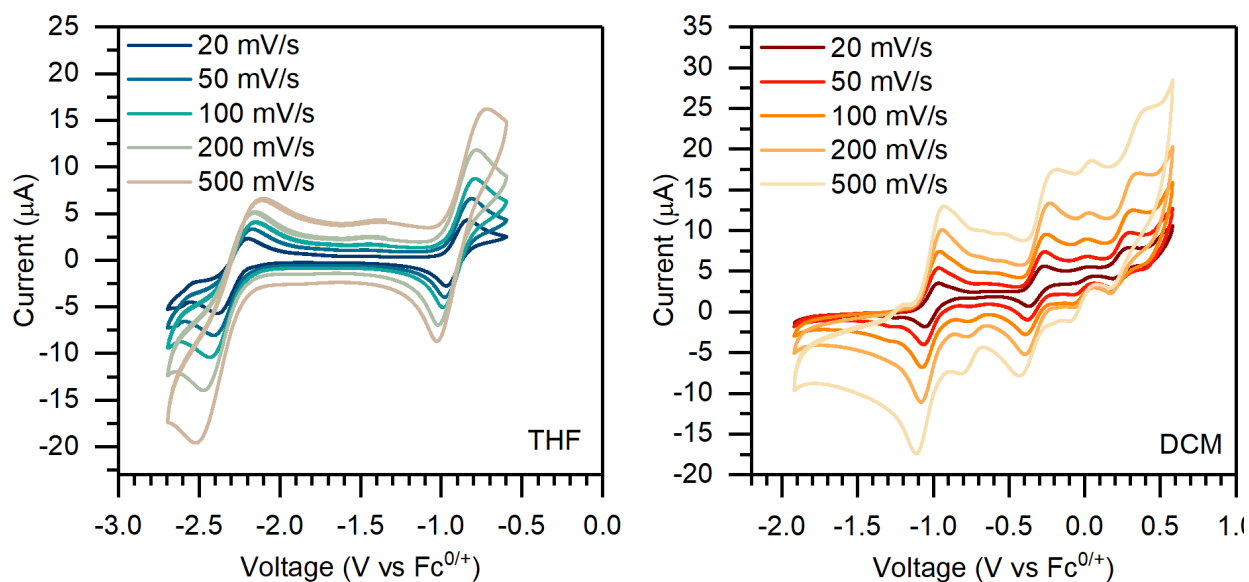 25
20
15
10
5
0
-5
-10
-15
-20
Current (μA)
20 mV/s
50 mV/s
100 mV/s
200 mV/s
500 mV/s
THF
-3.0 -2.5 -2.0 -1.5 -1.0 -0.5 0.0
Voltage (V vs Fc0/+)
35
30
25
20
15
10
5
0
-5
-10
-15
-20
Current (μA)
20 mV/s
50 mV/s
100 mV/s
200 mV/s
500 mV/s
DCM
-2.0 -1.5 -1.0 -0.5 0.0 0.5
Voltage (V vs Fc0/+)